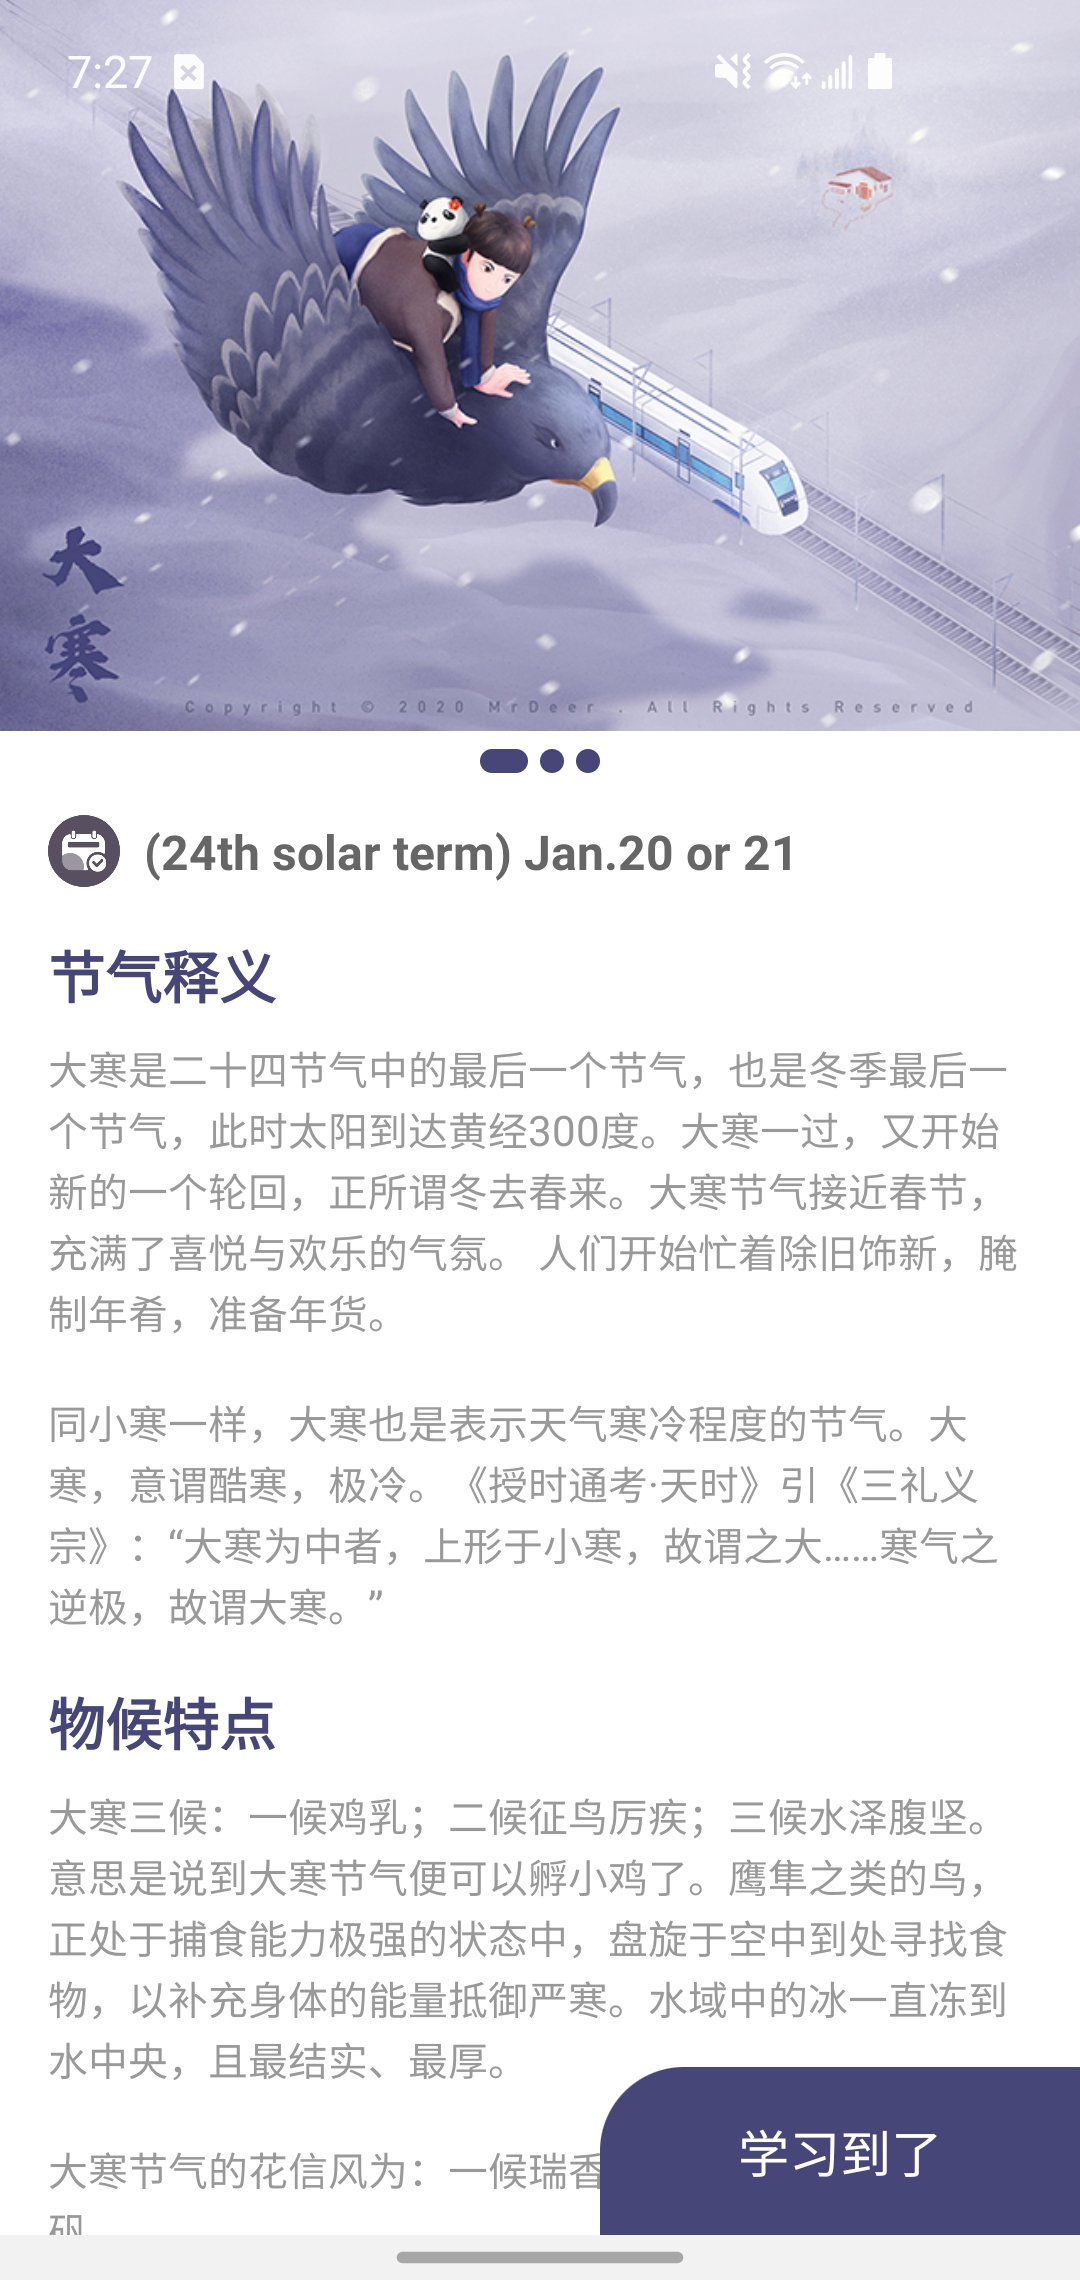 7:27
大
寒
Copyright © 2020 MrDeer . All Rights Reserved
(24th solar term) Jan.20 or 21
节气释义
大寒是二十四节气中的最后一个节气，也是冬季最后一
个节气，此时太阳到达黄经300度。大寒一过，又开始
新的一个轮回，正所谓冬去春来。大寒节气接近春节，
充满了喜悦与欢乐的气氛。 人们开始忙着除旧饰新，腌
制年肴，准备年货。
同小寒一样，大寒也是表示天气寒冷程度的节气。大
寒，意谓酷寒，极冷。《授时通考·天时》引《三礼义
宗》：“大寒为中者，上形于小寒，故谓之大……寒气之
逆极，故谓大寒。”
物候特点
大寒三候：一候鸡乳；二候征鸟厉疾；三候水泽腹坚。
意思是说到大寒节气便可以孵小鸡了。鹰隼之类的鸟，
正处于捕食能力极强的状态中，盘旋于空中到处寻找食
物，以补充身体的能量抵御严寒。水域中的冰一直冻到
水中央，且最结实、最厚。
大寒节气的花信风为：一候瑞香
矾
学习到了